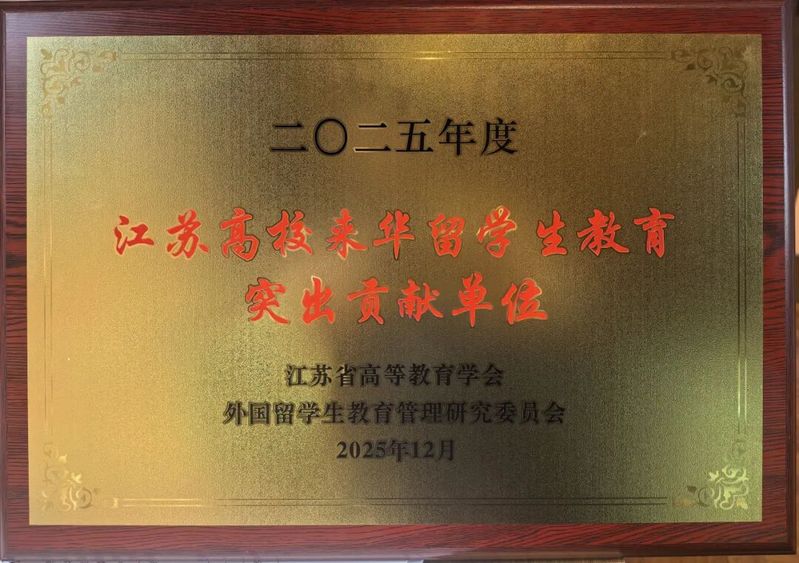 二〇二五年度
江苏高校来华留学生教育
突出贡献单位
江苏省高等教育学会
外国留学生教育管理研究委员会
2025年12月